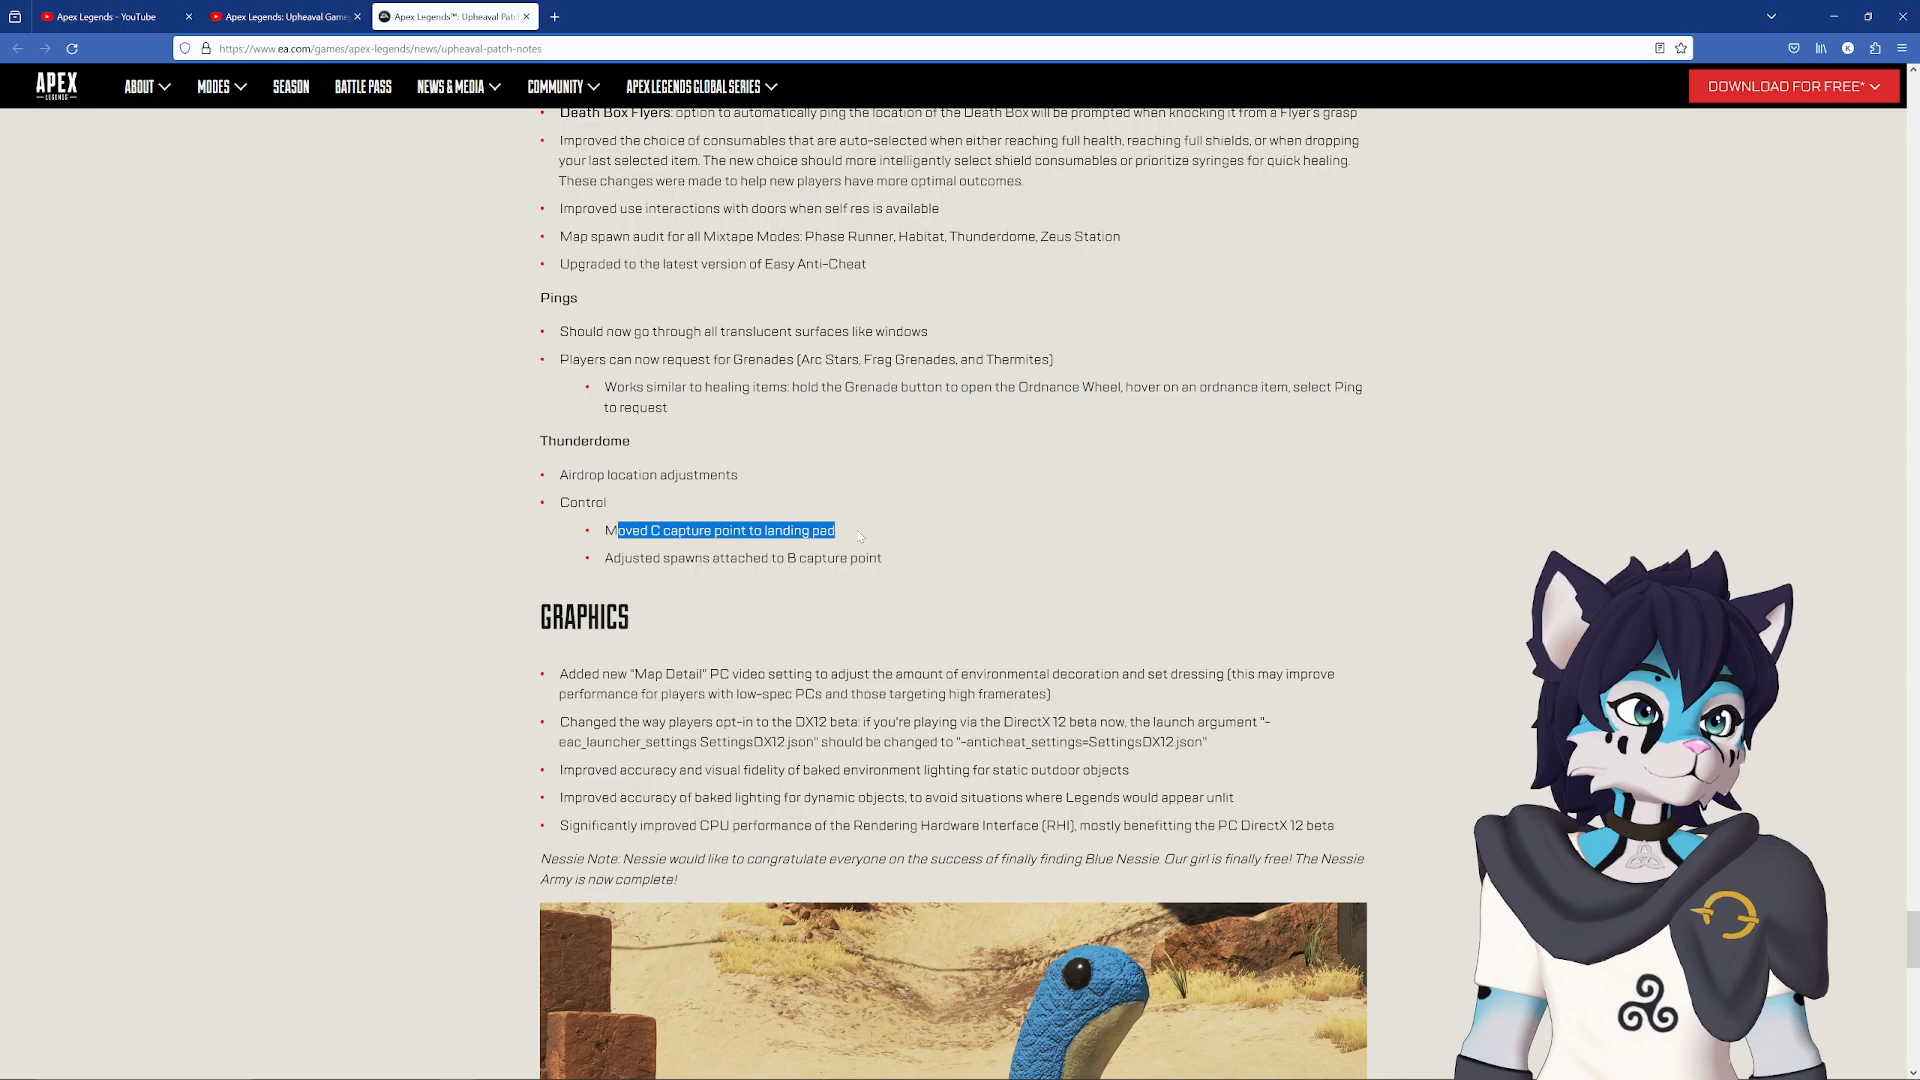 Apex Legends - YouTube
Apex Legends: Upheaval Game
Apex Legends™: Upheaval Patc
https://www.ea.com/games/apex-legends/news/upheaval-patch-notes
K
APEX
LEGENDS
ABOUT
MODES
SEASON
BATTLE PASS
NEWS & MEDIA
COMMUNITY
APEX LEGENDS GLOBAL SERIES
DOWNLOAD FOR FREE*
• Death Box Flyers: option to automatically ping the location of the Death Box will be prompted when knocking it from a Flyer's grasp
• Improved the choice of consumables that are auto-selected when either reaching full health, reaching full shields, or when dropping
your last selected item. The new choice should more intelligently select shield consumables or prioritize syringes for quick healing.
These changes were made to help new players have more optimal outcomes.
• Improved use interactions with doors when self res is available
• Map spawn audit for all Mixtape Modes: Phase Runner, Habitat, Thunderdome, Zeus Station
• Upgraded to the latest version of Easy Anti-Cheat
Pings
• Should now go through all translucent surfaces like windows
• Players can now request for Grenades (Arc Stars, Frag Grenades, and Thermites)
• Works similar to healing items: hold the Grenade button to open the Ordnance Wheel, hover on an ordnance item, select Ping
to request
Thunderdome
• Airdrop location adjustments
• Control
• Moved C capture point to landing pad
• Adjusted spawns attached to B capture point
GRAPHICS
• Added new "Map Detail" PC video setting to adjust the amount of environmental decoration and set dressing (this may improve
performance for players with low-spec PCs and those targeting high framerates)
• Changed the way players opt-in to the DX12 beta: if you're playing via the DirectX 12 beta now, the launch argument "-
eac_launcher_settings SettingsDX12.json" should be changed to "-anticheat_settings=SettingsDX12.json"
• Improved accuracy and visual fidelity of baked environment lighting for static outdoor objects
• Improved accuracy of baked lighting for dynamic objects, to avoid situations where Legends would appear unlit
• Significantly improved CPU performance of the Rendering Hardware Interface (RHI), mostly benefitting the PC DirectX 12 beta
Nessie Note: Nessie would like to congratulate everyone on the success of finally finding Blue Nessie. Our girl is finally free! The Nessie
Army is now complete!